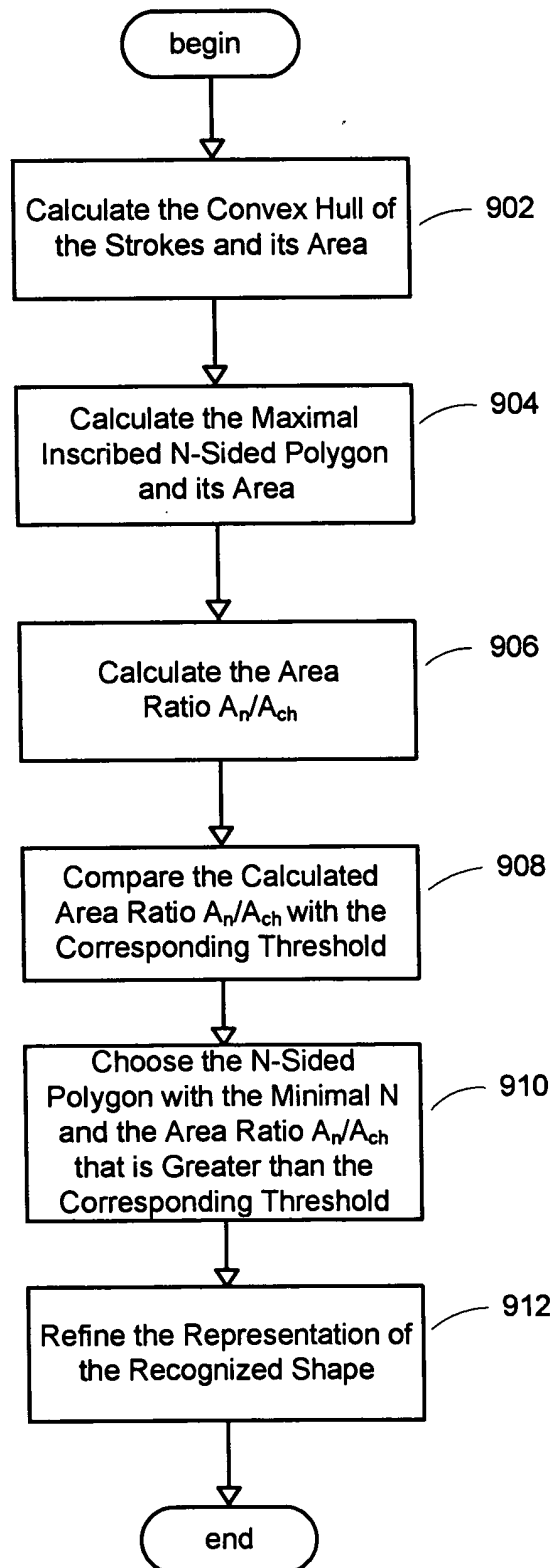 begin
Calculate the Convex Hull of
the Strokes and its Area
902
Calculate the Maximal
Inscribed N-Sided Polygon
and its Area
904
Calculate the Area
Ratio Aₙ/A_ch
906
Compare the Calculated
Area Ratio Aₙ/A_ch with the
Corresponding Threshold
908
Choose the N-Sided
Polygon with the Minimal N
and the Area Ratio Aₙ/A_ch
that is Greater than the
Corresponding Threshold
910
Refine the Representation of
the Recognized Shape
912
end